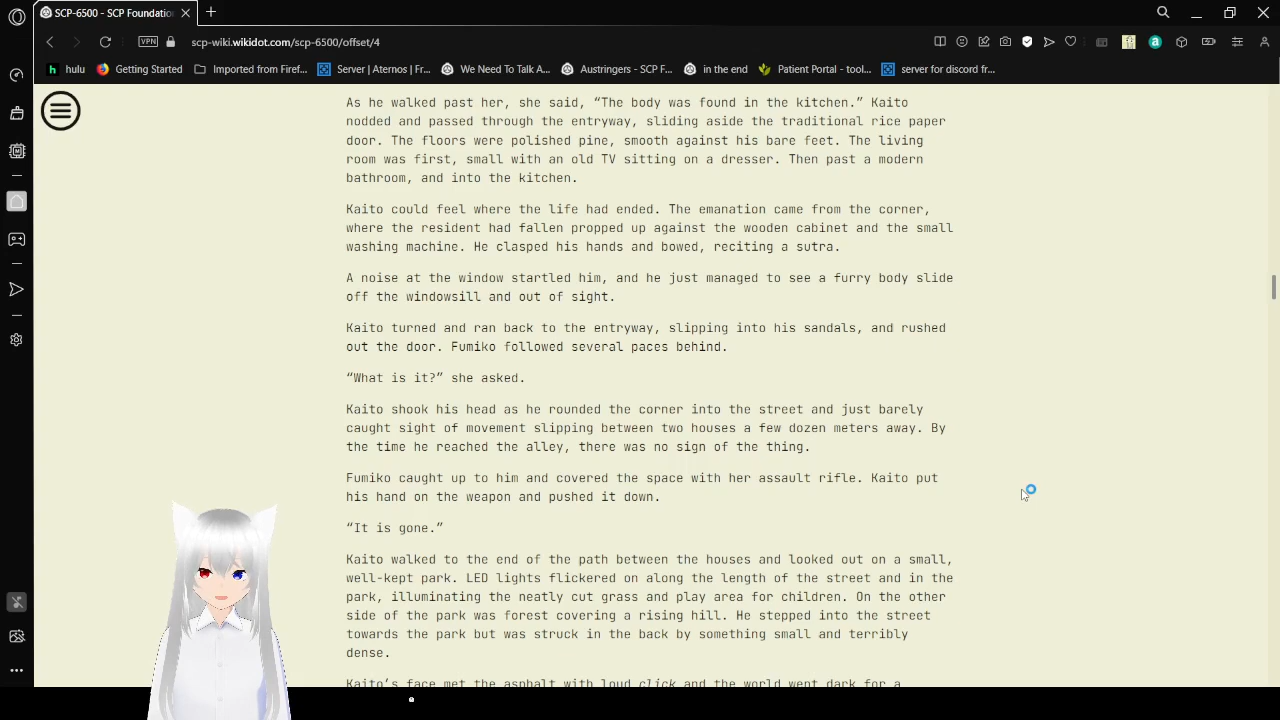 SCP-6500 - SCP Foundatio
VPN
scp-wiki.wikidot.com/scp-6500/offset/4
hulu
Getting Started
Imported from Firef...
Server | Aternos | Fr...
We Need To Talk A...
Austringers - SCP F...
in the end
Patient Portal - tool...
server for discord fr...
As he walked past her, she said, “The body was found in the kitchen.” Kaito
nodded and passed through the entryway, sliding aside the traditional rice paper
door. The floors were polished pine, smooth against his bare feet. The living
room was first, small with an old TV sitting on a dresser. Then past a modern
bathroom, and into the kitchen.
Kaito could feel where the life had ended. The emanation came from the corner,
where the resident had fallen propped up against the wooden cabinet and the small
washing machine. He clasped his hands and bowed, reciting a sutra.
A noise at the window startled him, and he just managed to see a furry body slide
off the windowsill and out of sight.
Kaito turned and ran back to the entryway, slipping into his sandals, and rushed
out the door. Fumiko followed several paces behind.
“What is it?” she asked.
Kaito shook his head as he rounded the corner into the street and just barely
caught sight of movement slipping between two houses a few dozen meters away. By
the time he reached the alley, there was no sign of the thing.
Fumiko caught up to him and covered the space with her assault rifle. Kaito put
his hand on the weapon and pushed it down.
“It is gone.”
Kaito walked to the end of the path between the houses and looked out on a small,
well-kept park. LED lights flickered on along the length of the street and in the
park, illuminating the neatly cut grass and play area for children. On the other
side of the park was forest covering a rising hill. He stepped into the street
towards the park but was struck in the back by something small and terribly
dense.
Kaito’s face met the asphalt with loud click and the world went dark for a